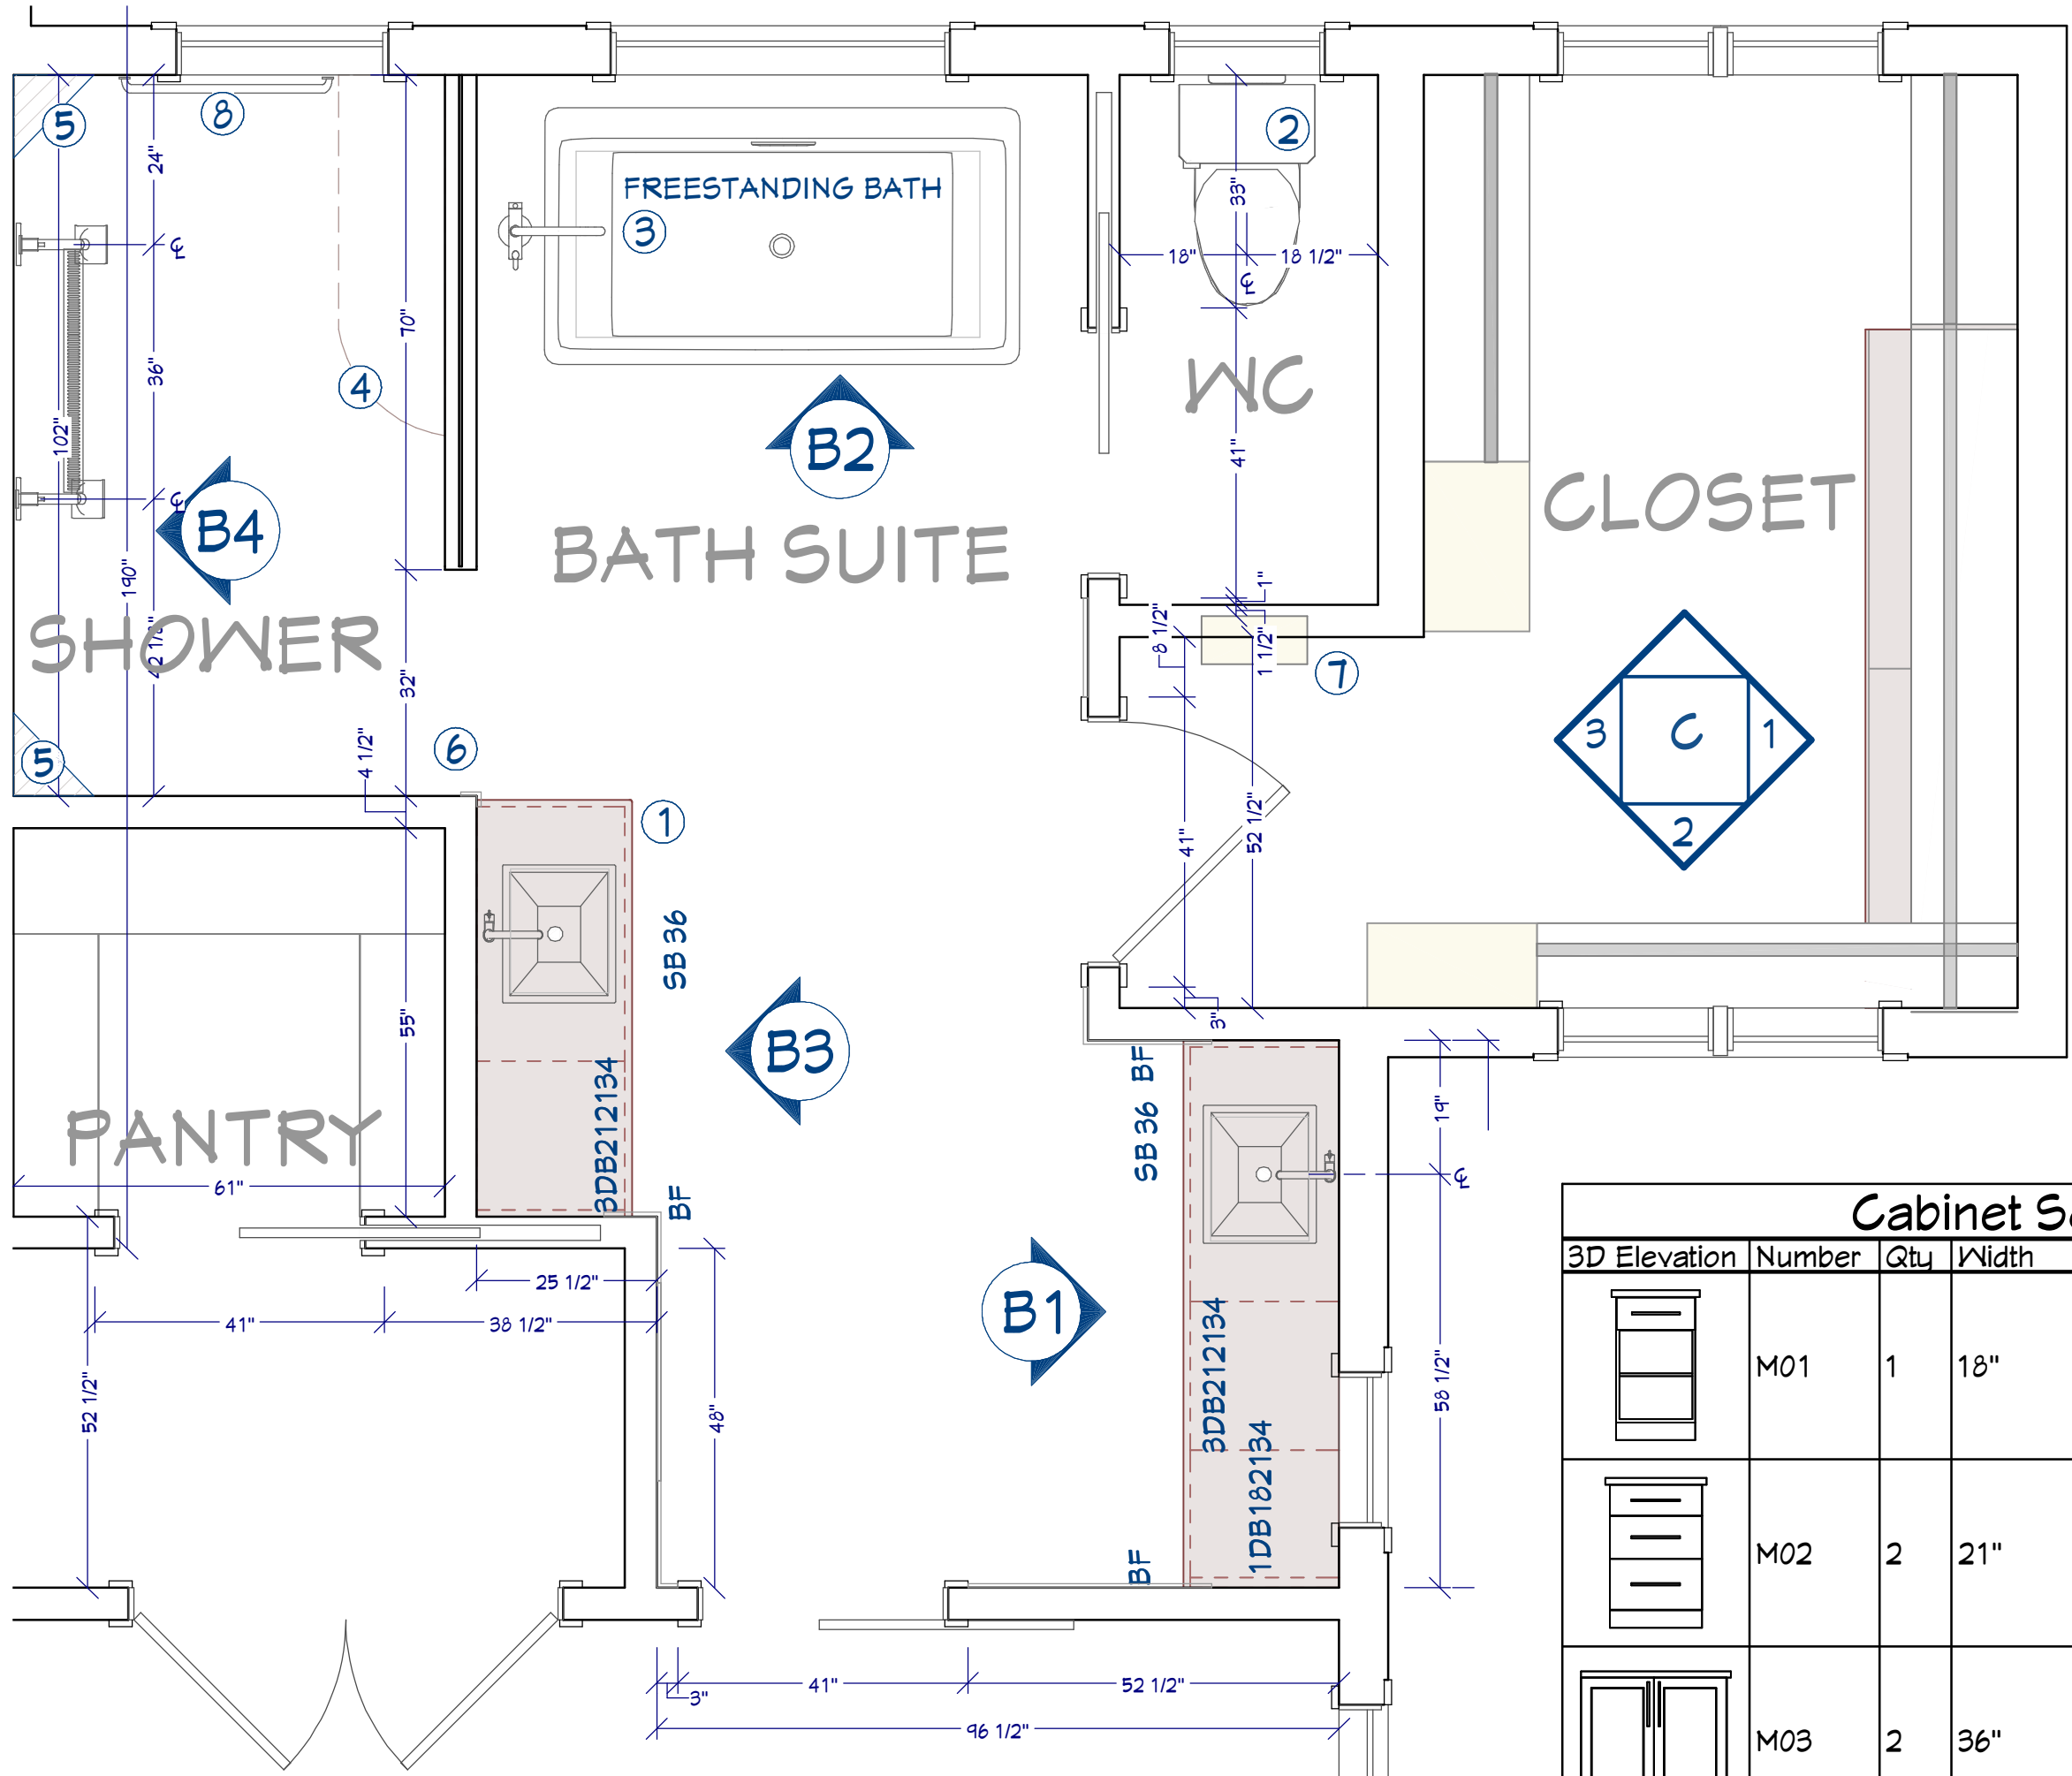 5
8
24"
2
FREESTANDING BATH
3
33"
18"
18 1/2"
℄
℄
70"
36"
4
102"
WC
41"
B2
℄
B4
190"
BATH SUITE
CLOSET
1"
8 1/2"
1 1/2"
SHOWER
32"
7
5
4 1/2"
6
1
41"
52 1/2"
3
C
1
2
SB 36
55"
3"
B3
BF
3DB212134
SB 36
19"
℄
PANTRY
61"
BF
Cabinet S
3D Elevation
Number
Qty
Width
25 1/2"
41"
38 1/2"
B1
3DB212134
52 1/2"
48"
58 1/2"
M01
1
18"
1DB182134
BF
M02
2
21"
3"
41"
52 1/2"
96 1/2"
M03
2
36"